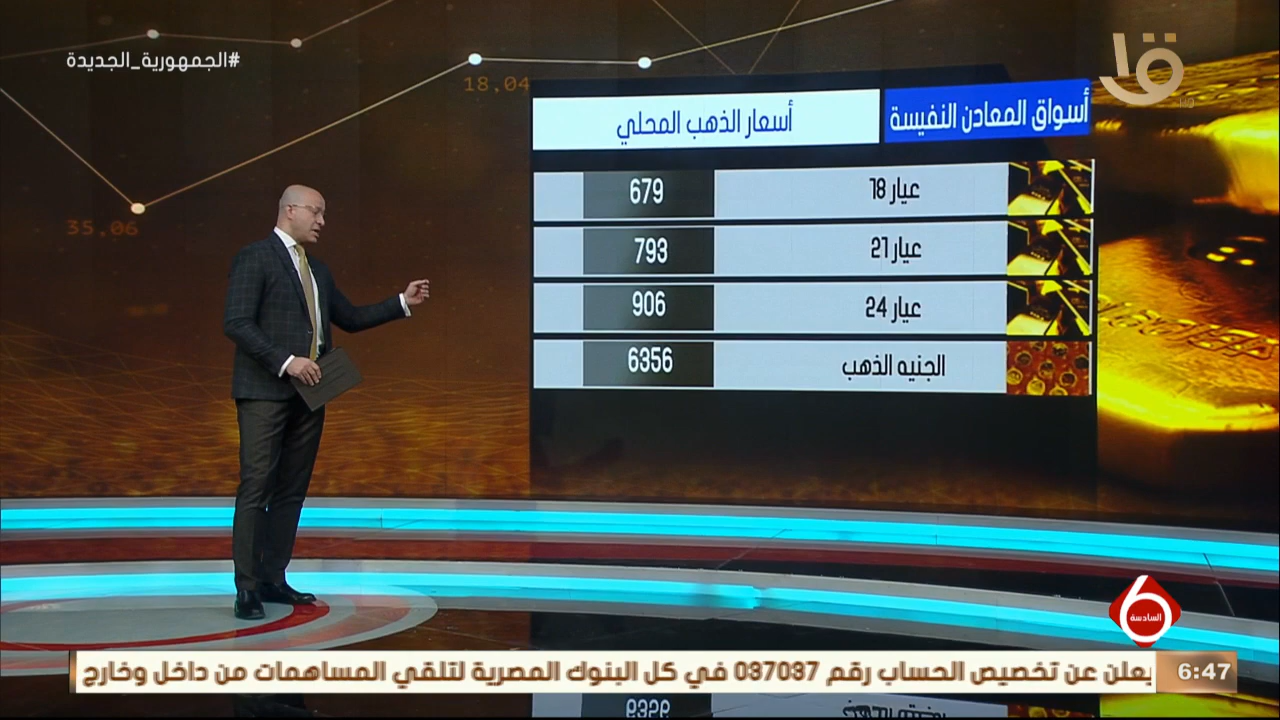 #الجمهورية_الجديدة
18.04
35.06
أسواق المعادن النفيسة
أسعار الذهب المحلي
عيار 18 679
عيار 21 793
عيار 24 906
الجنيه الذهب 6356
6
السادسة
يعلن عن تخصيص الحساب رقم 037037 في كل البنوك المصرية لتلقي المساهمات من داخل وخارج
6:47